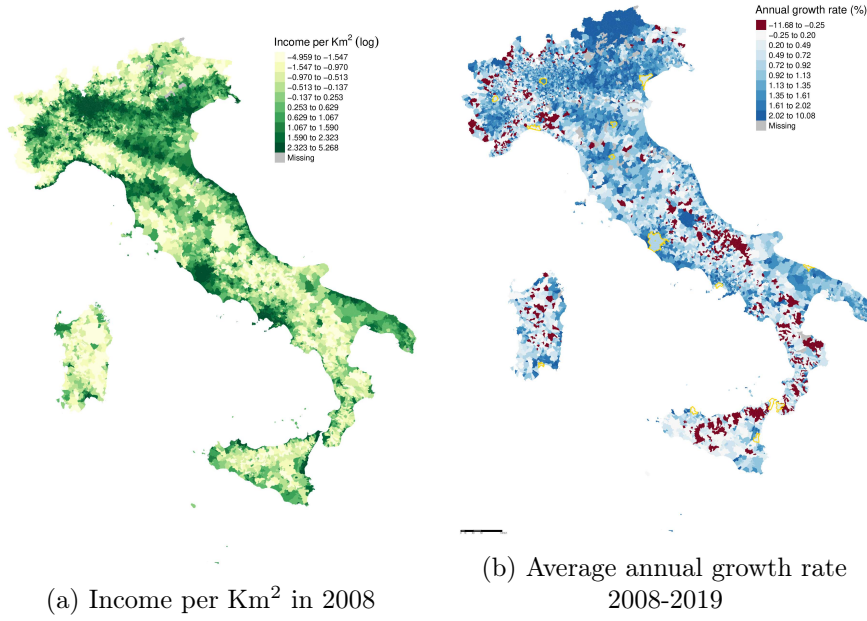 Income per Km² (log)
−4.959 to −1.547
−1.547 to −0.970
−0.970 to −0.513
−0.513 to −0.137
−0.137 to 0.253
0.253 to 0.629
0.629 to 1.067
1.067 to 1.590
1.590 to 2.323
2.323 to 5.268
Missing
(a) Income per Km² in 2008
Annual growth rate (%)
−11.68 to −0.25
−0.25 to 0.20
0.20 to 0.49
0.49 to 0.72
0.72 to 0.92
0.92 to 1.13
1.13 to 1.35
1.35 to 1.61
1.61 to 2.02
2.02 to 10.08
Missing
(b) Average annual growth rate
2008-2019